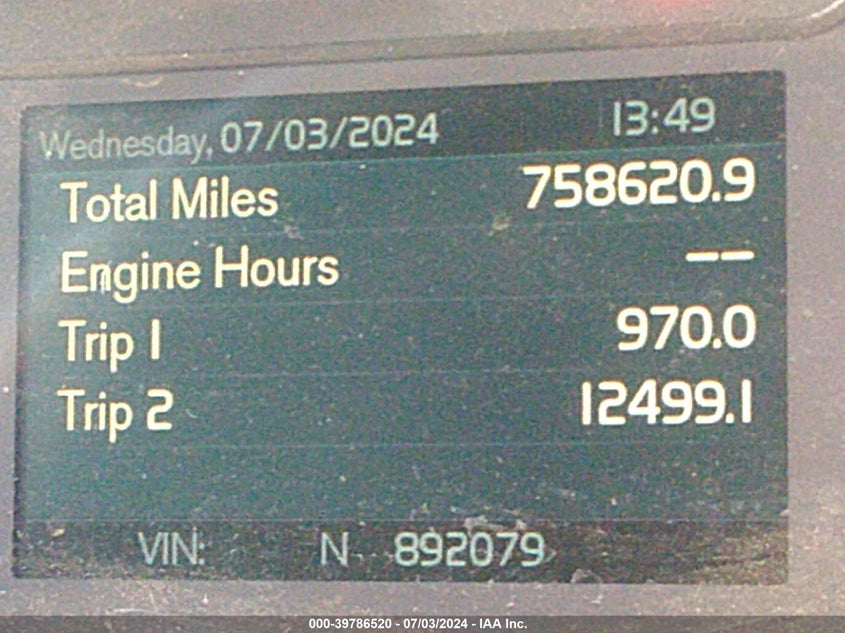 Wednesday, 07/03/2024 13:49
Total Miles 758620.9
Engine Hours ––
Trip 1 970.0
Trip 2 12499.1
VIN: N 892079
000-39786520 - 07/03/2024 - IAA Inc.